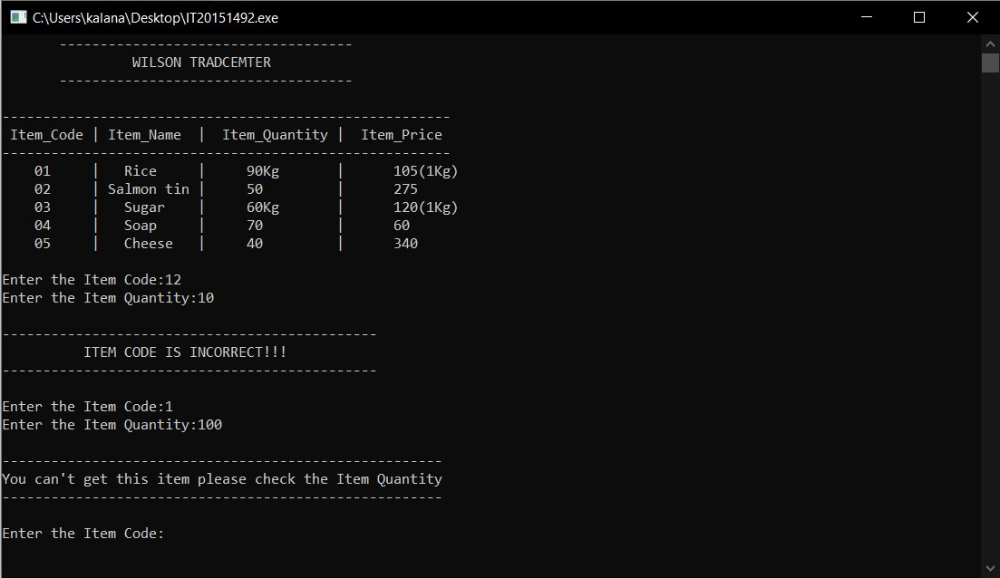 C:\Users\kalana\Desktop\IT20151492.exe
------------------------------------
WILSON TRADCEMTER
------------------------------------
-------------------------------------------------------
Item_Code | Item_Name | Item_Quantity | Item_Price
-------------------------------------------------------
01 | Rice | 90Kg | 105(1Kg)
02 | Salmon tin | 50 | 275
03 | Sugar | 60Kg | 120(1Kg)
04 | Soap | 70 | 60
05 | Cheese | 40 | 340
Enter the Item Code:12
Enter the Item Quantity:10
----------------------------------------------
ITEM CODE IS INCORRECT!!!
----------------------------------------------
Enter the Item Code:1
Enter the Item Quantity:100
------------------------------------------------------
You can't get this item please check the Item Quantity
------------------------------------------------------
Enter the Item Code: